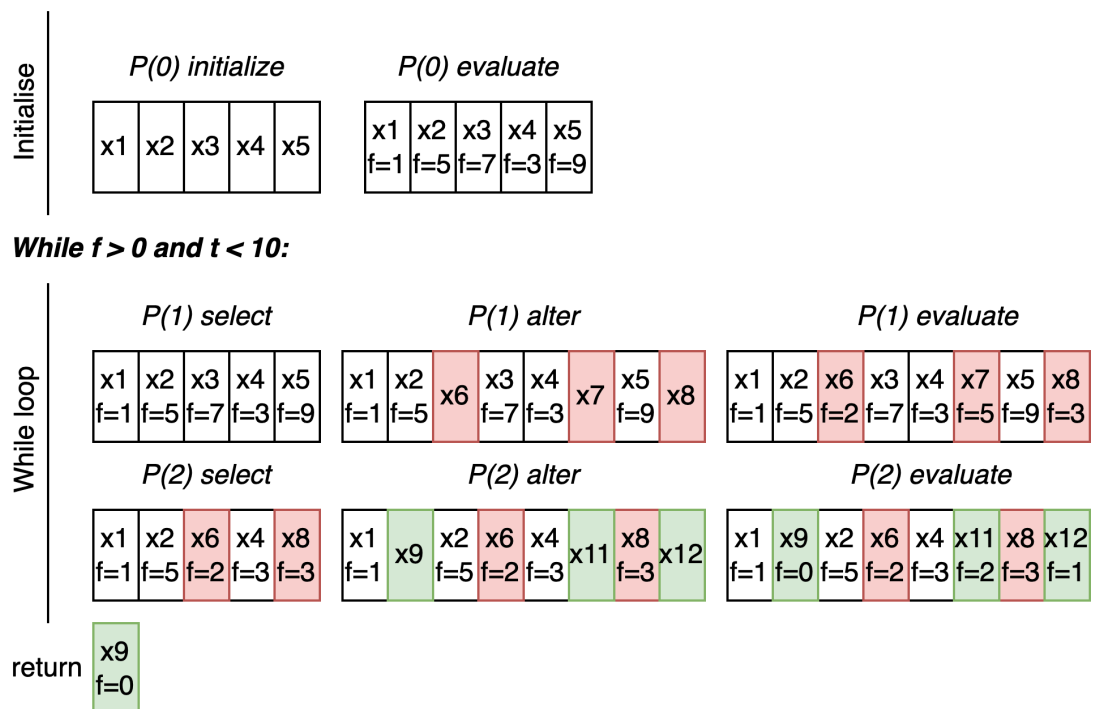 Initialise
P(0) initialize P(0) evaluate
x1 x2 x3 x4 x5
x1 x2 x3 x4 x5
f=1 f=5 f=7 f=3 f=9
While f > 0 and t < 10:
While loop
P(1) select P(1) alter P(1) evaluate
x1 x2 x3 x4 x5
f=1 f=5 f=7 f=3 f=9
x1 x2 x6 x3 x4 x7 x5 x8
f=1 f=5 f=7 f=3 f=9
x1 x2 x6 x3 x4 x7 x5 x8
f=1 f=5 f=2 f=7 f=3 f=5 f=9 f=3
P(2) select P(2) alter P(2) evaluate
x1 x2 x6 x4 x8
f=1 f=5 f=2 f=3 f=3
x1 x9 x2 x6 x4 x11 x8 x12
f=1 f=5 f=2 f=3 f=3
x1 x9 x2 x6 x4 x11 x8 x12
f=1 f=0 f=5 f=2 f=3 f=2 f=3 f=1
return
x9
f=0